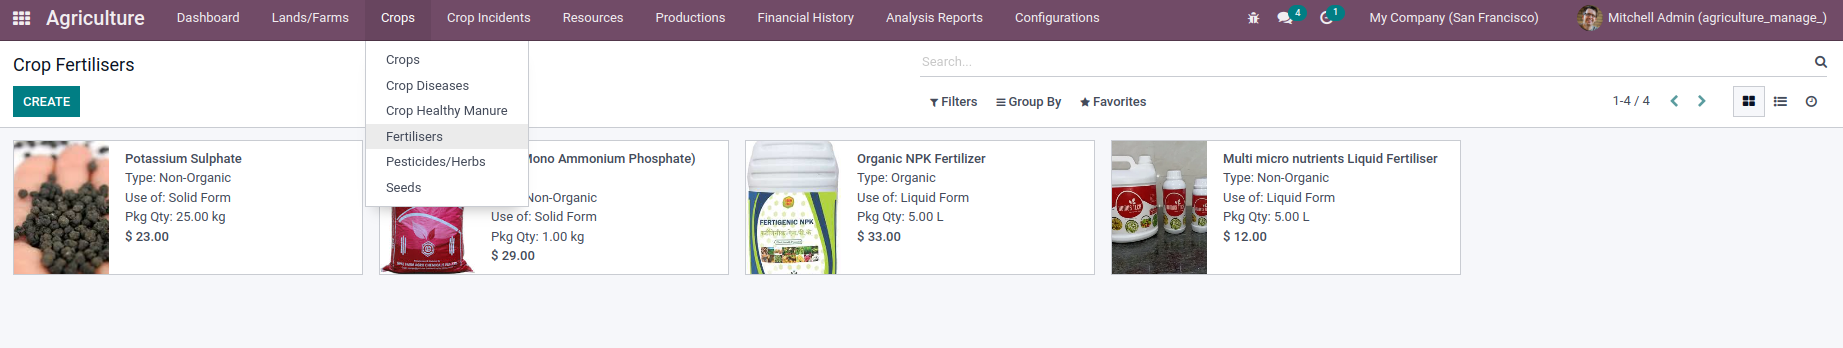 Agriculture Dashboard Lands/Farms Crops Crop Incidents Resources Productions Financial History Analysis Reports Configurations 4 1 My Company (San Francisco) Mitchell Admin (agriculture_manage_)
Crop Fertilisers
Search...
CREATE
Filters Group By Favorites
1-4 / 4
Crops
Crop Diseases
Crop Healthy Manure
Fertilisers
Pesticides/Herbs
Seeds
Potassium Sulphate
Type: Non-Organic
Use of: Solid Form
Pkg Qty: 25.00 kg
$ 23.00
Mono Ammonium Phosphate)
Non-Organic
Use of: Solid Form
Pkg Qty: 1.00 kg
$ 29.00
FERTIGENIC NPK
Organic NPK Fertilizer
Type: Organic
Use of: Liquid Form
Pkg Qty: 5.00 L
$ 33.00
Multi micro nutrients Liquid Fertiliser
Type: Non-Organic
Use of: Liquid Form
Pkg Qty: 5.00 L
$ 12.00